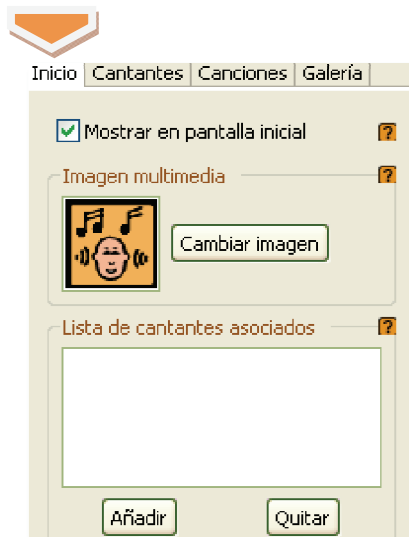 Inicio Cantantes Canciones Galería
Mostrar en pantalla inicial ?
Imagen multimedia ?
Cambiar imagen
Lista de cantantes asociados ?
Añadir Quitar